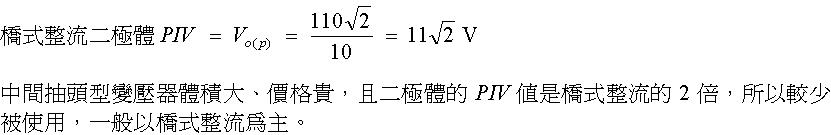 橋式整流二極體 PIV = V_{o(p)} = \frac{110\sqrt{2}}{10} = 11\sqrt{2} V
中間抽頭型變壓器體積大、價格貴，且二極體的 PIV 值是橋式整流的 2 倍，所以較少
被使用，一般以橋式整流為主。